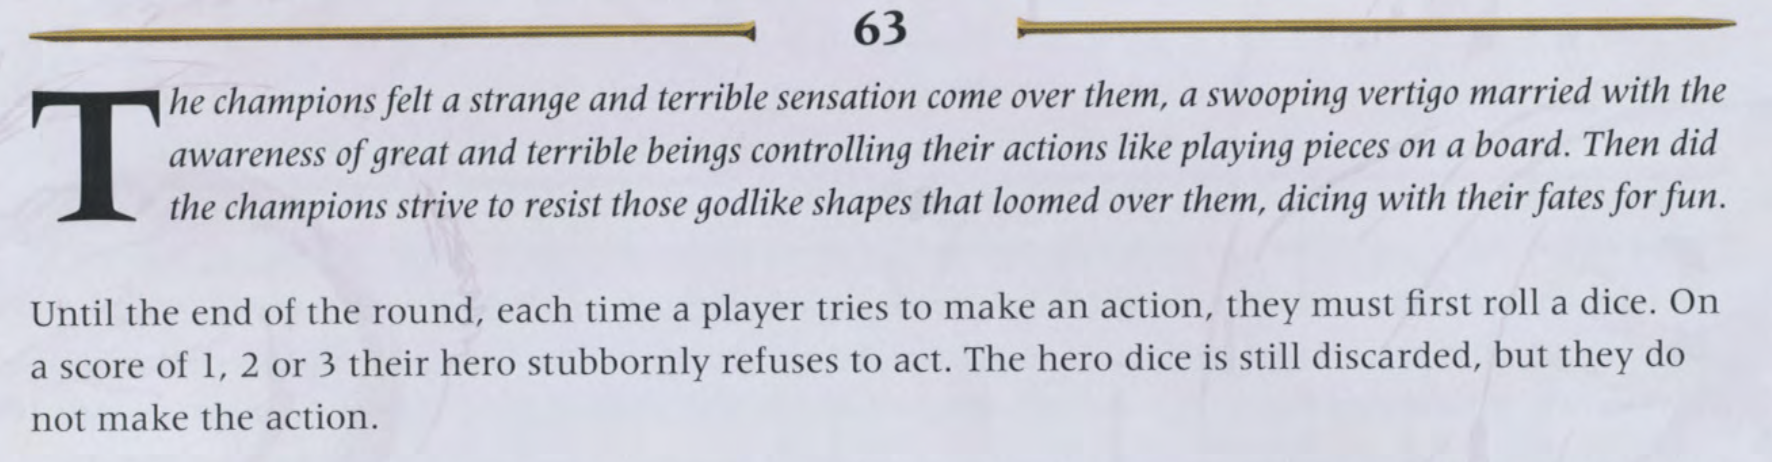 63
The champions felt a strange and terrible sensation come over them, a swooping vertigo married with the
awareness of great and terrible beings controlling their actions like playing pieces on a board. Then did
the champions strive to resist those godlike shapes that loomed over them, dicing with their fates for fun.
Until the end of the round, each time a player tries to make an action, they must first roll a dice. On
a score of 1, 2 or 3 their hero stubbornly refuses to act. The hero dice is still discarded, but they do
not make the action.